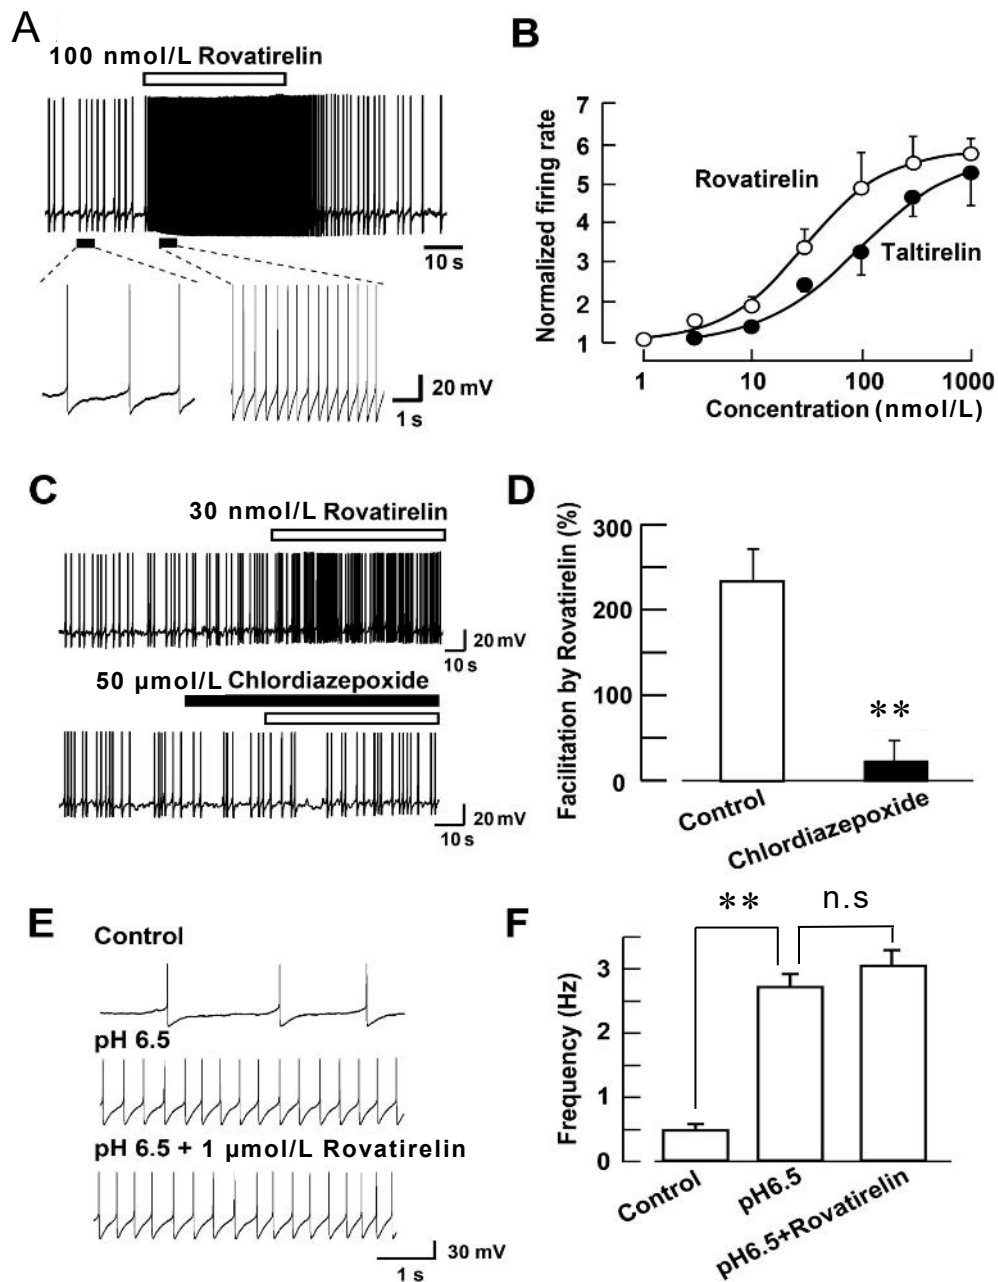 A
100 nmol/L Rovatirelin
10 s
20 mV
1 s
B
Normalized firing rate
7
6
5
4
3
2
1
Rovatirelin
Taltirelin
1 10 100 1000
Concentration (nmol/L)
C
30 nmol/L Rovatirelin
20 mV
10 s
50 µmol/L Chlordiazepoxide
20 mV
10 s
D
Facilitation by Rovatirelin (%)
300
200
100
0
**
Control
Chlordiazepoxide
E
Control
pH 6.5
pH 6.5 + 1 µmol/L Rovatirelin
30 mV
1 s
F
** n.s
Frequency (Hz)
3
2
1
0
Control
pH6.5
pH6.5+Rovatirelin